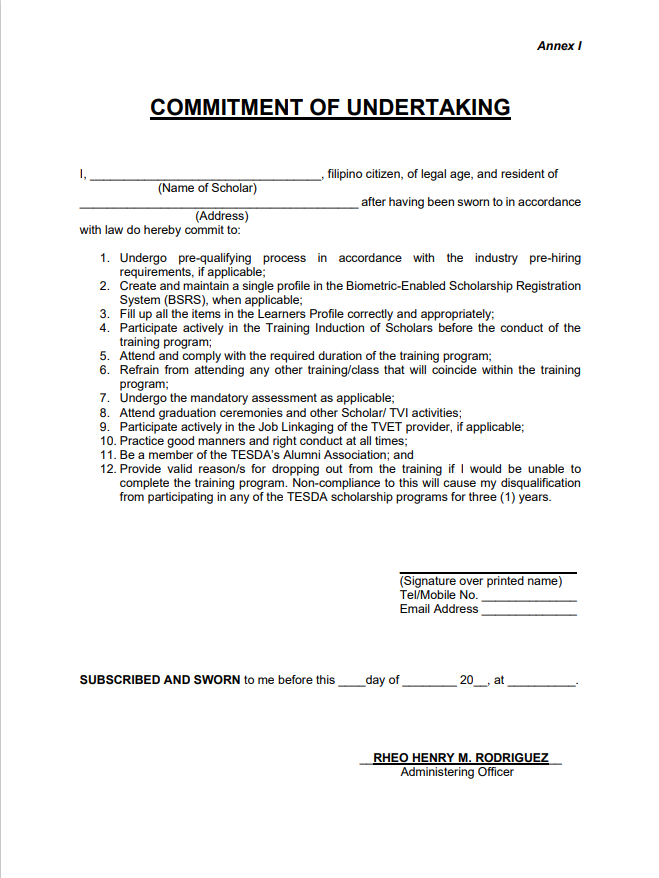 Annex I
COMMITMENT OF UNDERTAKING
I, ___________________________________, filipino citizen, of legal age, and resident of
(Name of Scholar)
__________________________________________ after having been sworn to in accordance
(Address)
with law do hereby commit to:
1. Undergo pre-qualifying process in accordance with the industry pre-hiring
requirements, if applicable;
2. Create and maintain a single profile in the Biometric-Enabled Scholarship Registration
System (BSRS), when applicable;
3. Fill up all the items in the Learners Profile correctly and appropriately;
4. Participate actively in the Training Induction of Scholars before the conduct of the
training program;
5. Attend and comply with the required duration of the training program;
6. Refrain from attending any other training/class that will coincide within the training
program;
7. Undergo the mandatory assessment as applicable;
8. Attend graduation ceremonies and other Scholar/ TVI activities;
9. Participate actively in the Job Linkaging of the TVET provider, if applicable;
10. Practice good manners and right conduct at all times;
11. Be a member of the TESDA's Alumni Association; and
12. Provide valid reason/s for dropping out from the training if I would be unable to
complete the training program. Non-compliance to this will cause my disqualification
from participating in any of the TESDA scholarship programs for three (1) years.
(Signature over printed name)
Tel/Mobile No. ______________
Email Address ______________
SUBSCRIBED AND SWORN to me before this ____day of ________ 20__, at __________.
__RHEO HENRY M. RODRIGUEZ__
Administering Officer